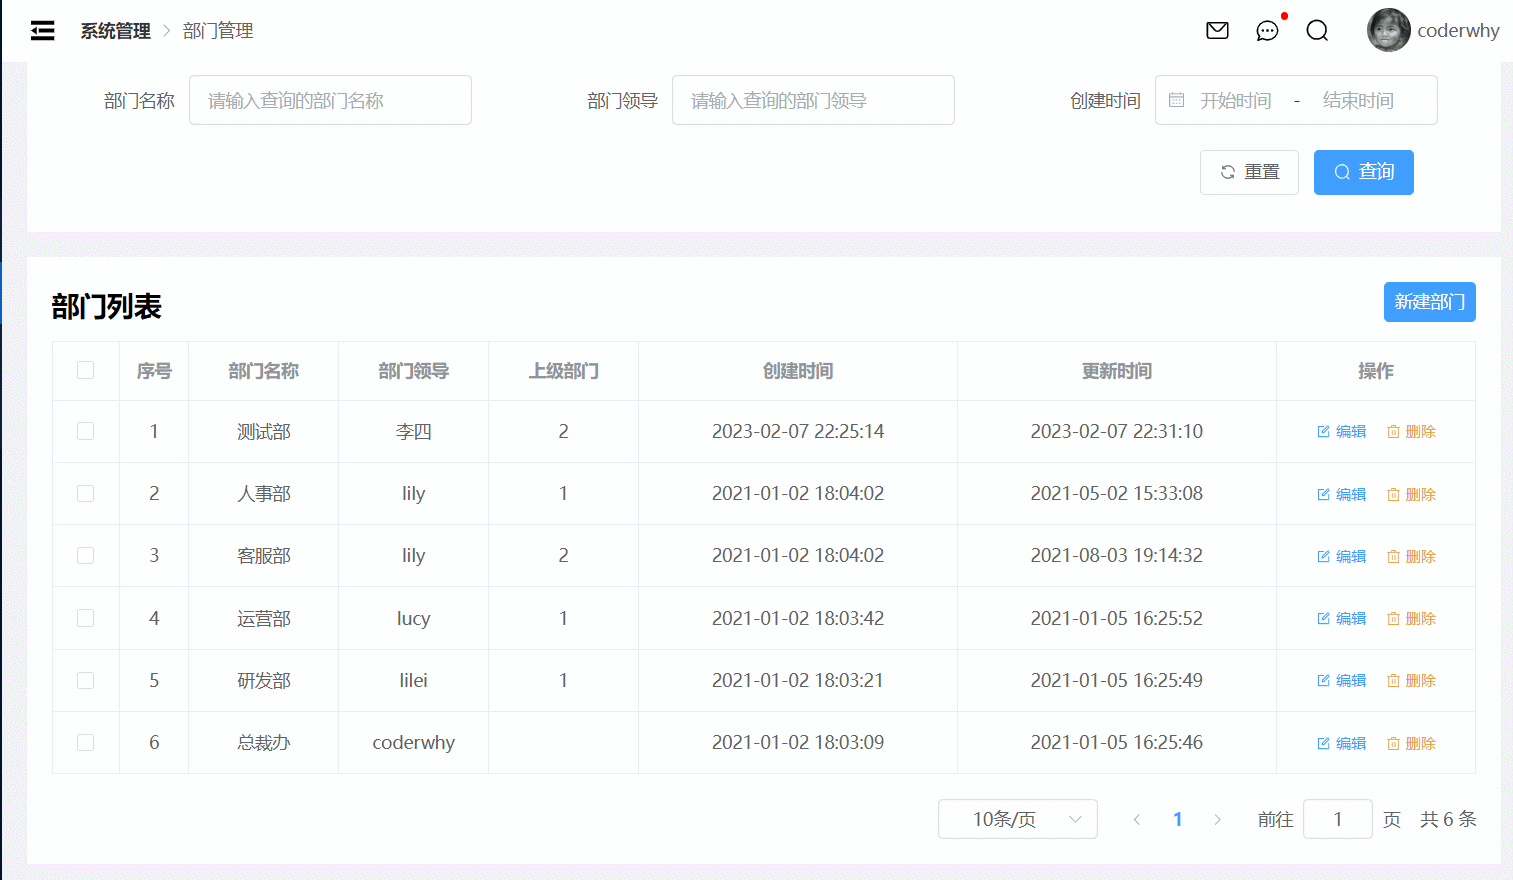 系统管理 > 部门管理 coderwhy
部门名称 请输入查询的部门名称 部门领导 请输入查询的部门领导 创建时间 开始时间 - 结束时间
重置 查询
部门列表 新建部门
序号 部门名称 部门领导 上级部门 创建时间 更新时间 操作
1 测试部 李四 2 2023-02-07 22:25:14 2023-02-07 22:31:10 编辑 删除
2 人事部 lily 1 2021-01-02 18:04:02 2021-05-02 15:33:08 编辑 删除
3 客服部 lily 2 2021-01-02 18:04:02 2021-08-03 19:14:32 编辑 删除
4 运营部 lucy 1 2021-01-02 18:03:42 2021-01-05 16:25:52 编辑 删除
5 研发部 lilei 1 2021-01-02 18:03:21 2021-01-05 16:25:49 编辑 删除
6 总裁办 coderwhy 2021-01-02 18:03:09 2021-01-05 16:25:46 编辑 删除
10条/页 < 1 > 前往 1 页 共 6 条